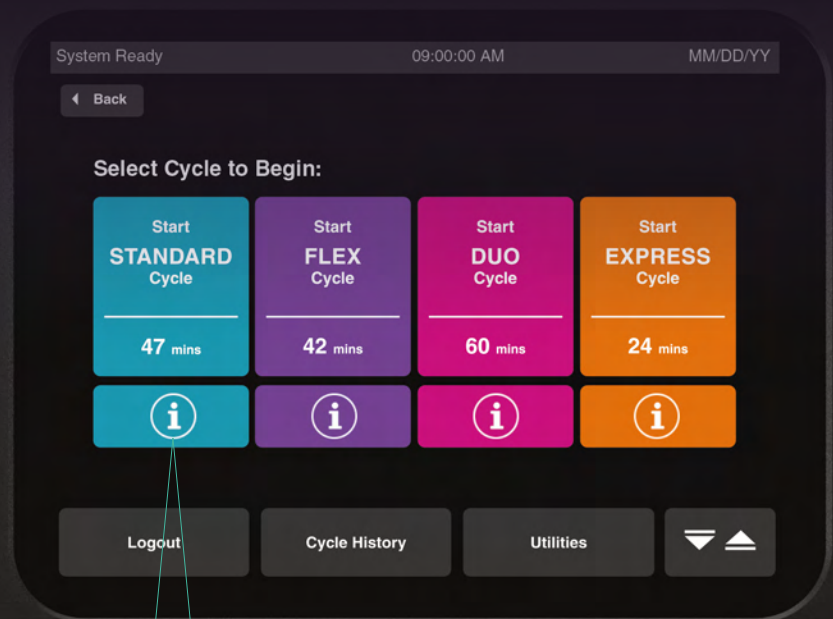 System Ready 09:00:00 AM MM/DD/YY
Back
Select Cycle to Begin:
Start
STANDARD
Cycle
47 mins
Start
FLEX
Cycle
42 mins
Start
DUO
Cycle
60 mins
Start
EXPRESS
Cycle
24 mins
i i i i
Logout Cycle History Utilities